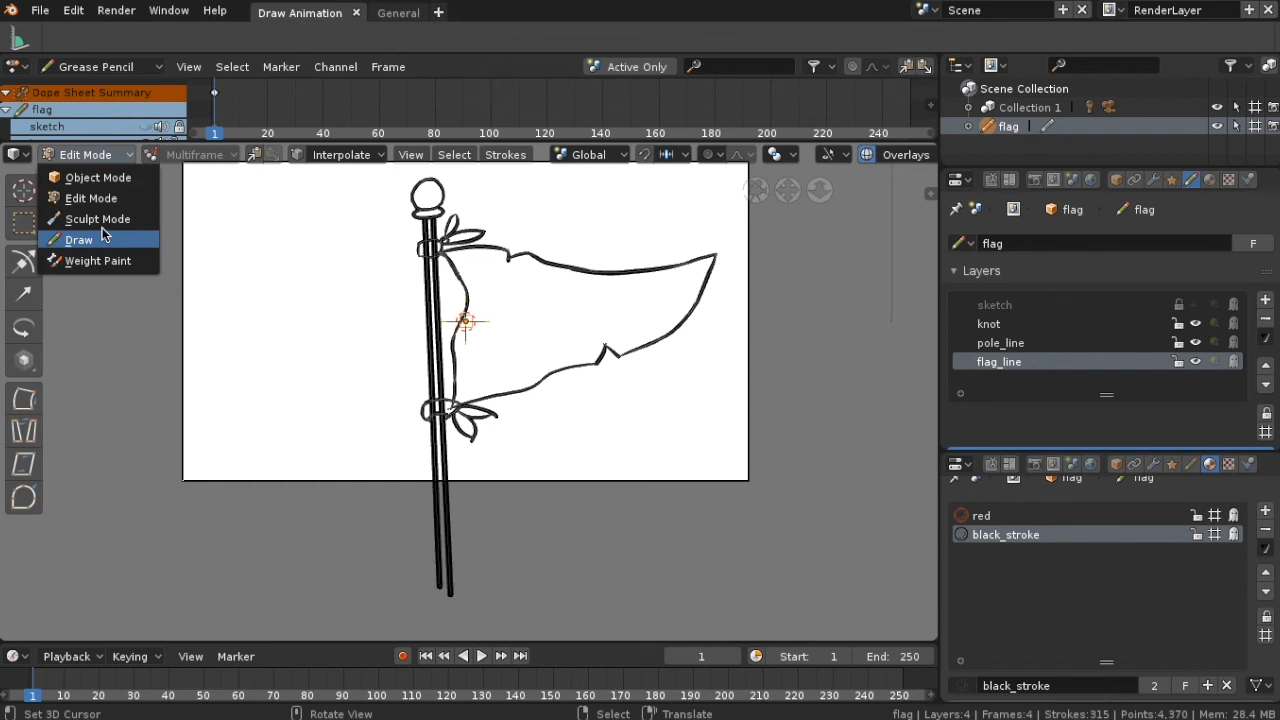 File Edit Render Window Help Draw Animation General Scene RenderLayer
Grease Pencil View Select Marker Channel Frame Active Only
Dope Sheet Summary
flag
sketch
1 20 40 60 80 100 120 140 160 180 200 220 240
Edit Mode Multiframe Interpolate View Select Strokes Global Overlays
Object Mode
Edit Mode
Sculpt Mode
Draw
Weight Paint
Scene Collection
Collection 1
flag
flag flag
flag F
Layers
sketch
knot
pole_line
flag_line
flag flag
red
black_stroke
black_stroke 2 F
Playback Keying View Marker 1 Start: 1 End: 250
1 10 20 30 40 50 60 70 80 90 100 110 120 130 140 150 160 170 180 190 200 210 220 230 240 250
Set 3D Cursor Rotate View Select Translate flag | Layers:4 | Frames:4 | Strokes:315 | Points:4,370 | Mem: 28.4 MB